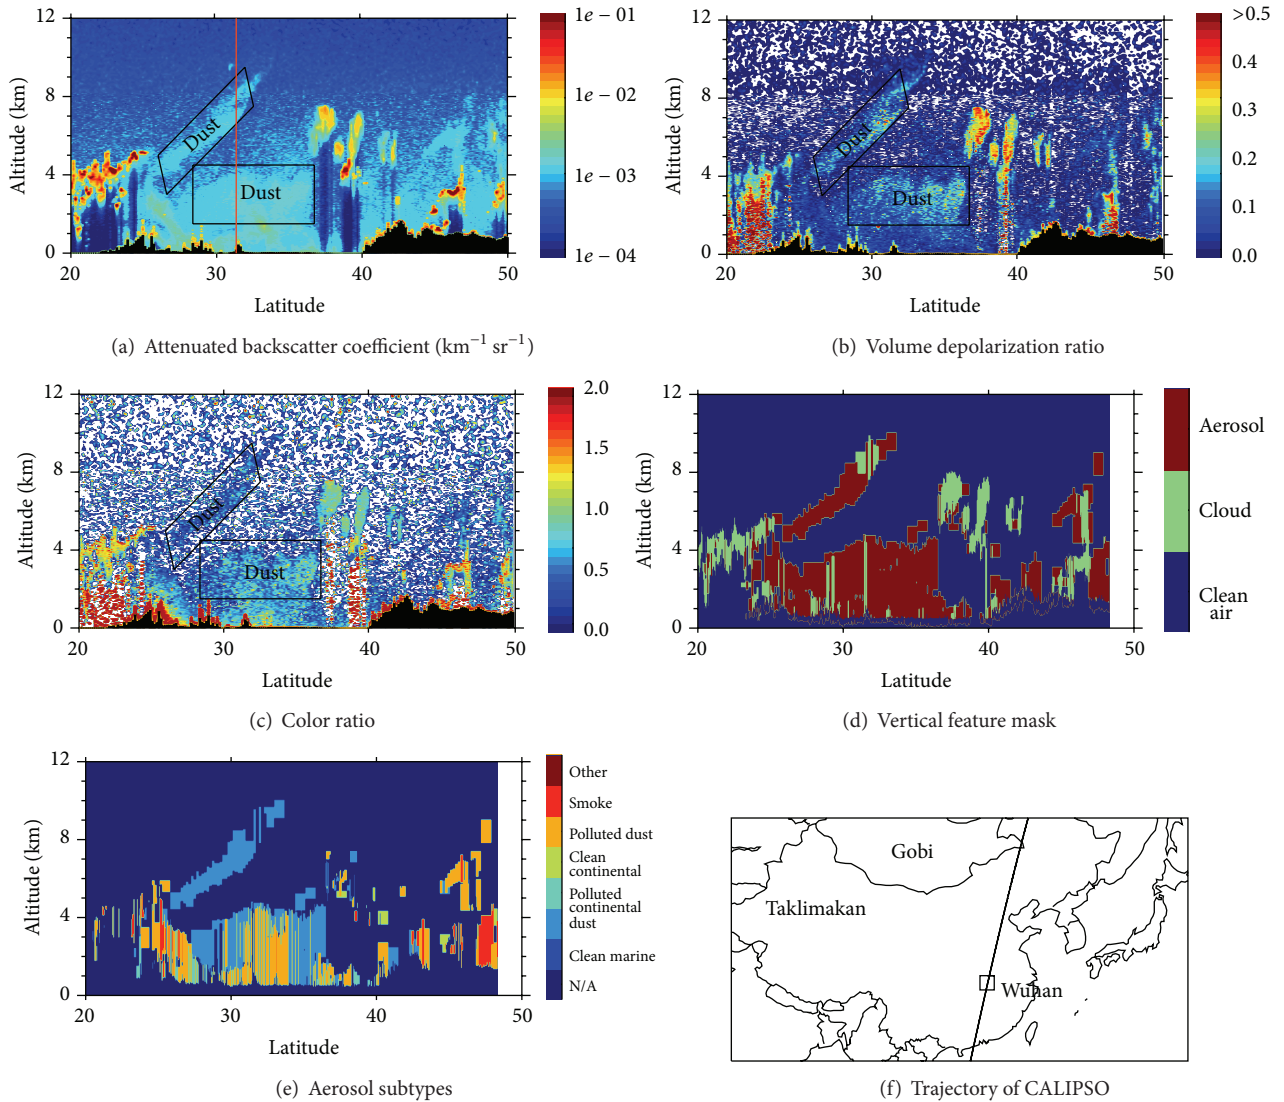 12
8
4
0
Altitude (km)
20
30
40
50
Latitude
Dust
Dust
1e − 01
1e − 02
1e − 03
1e − 04
(a) Attenuated backscatter coefficient (km⁻¹ sr⁻¹)
12
8
4
0
Altitude (km)
20
30
40
50
Latitude
Dust
Dust
>0.5
0.4
0.3
0.2
0.1
0.0
(b) Volume depolarization ratio
12
8
4
0
Altitude (km)
20
30
40
50
Latitude
Dust
Dust
2.0
1.5
1.0
0.5
0.0
(c) Color ratio
12
8
4
0
Altitude (km)
20
30
40
50
Latitude
Aerosol
Cloud
Clean
air
(d) Vertical feature mask
12
8
4
0
Altitude (km)
20
30
40
50
Latitude
Other
Smoke
Polluted dust
Clean
continental
Polluted
continental
dust
Clean marine
N/A
(e) Aerosol subtypes
Gobi
Taklimakan
Wuhan
(f) Trajectory of CALIPSO